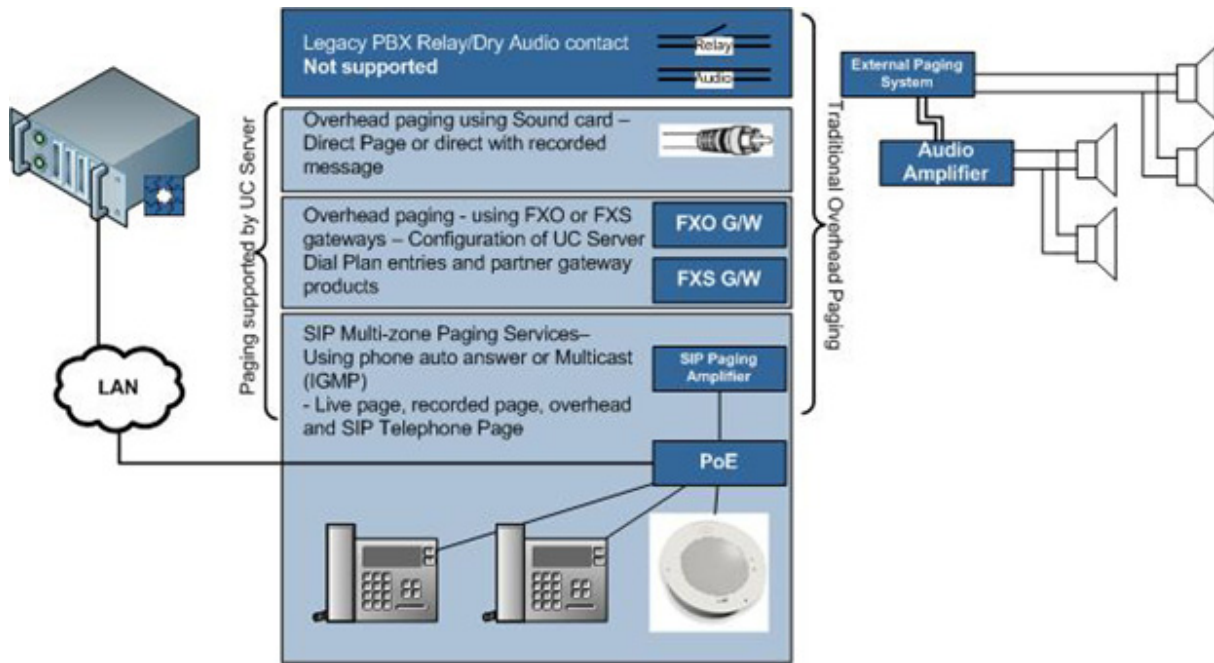 Legacy PBX Relay/Dry Audio contact
Not supported
Relay
Audio
Overhead paging using Sound card –
Direct Page or direct with recorded
message
Overhead paging - using FXO or FXS
gateways – Configuration of UC Server
Dial Plan entries and partner gateway
products
FXO G/W
FXS G/W
SIP Multi-zone Paging Services–
Using phone auto answer or Multicast
(IGMP)
- Live page, recorded page, overhead
and SIP Telephone Page
SIP Paging
Amplifier
PoE
LAN
Paging supported by UC Server
Traditional Overhead Paging
External Paging
System
Audio
Amplifier